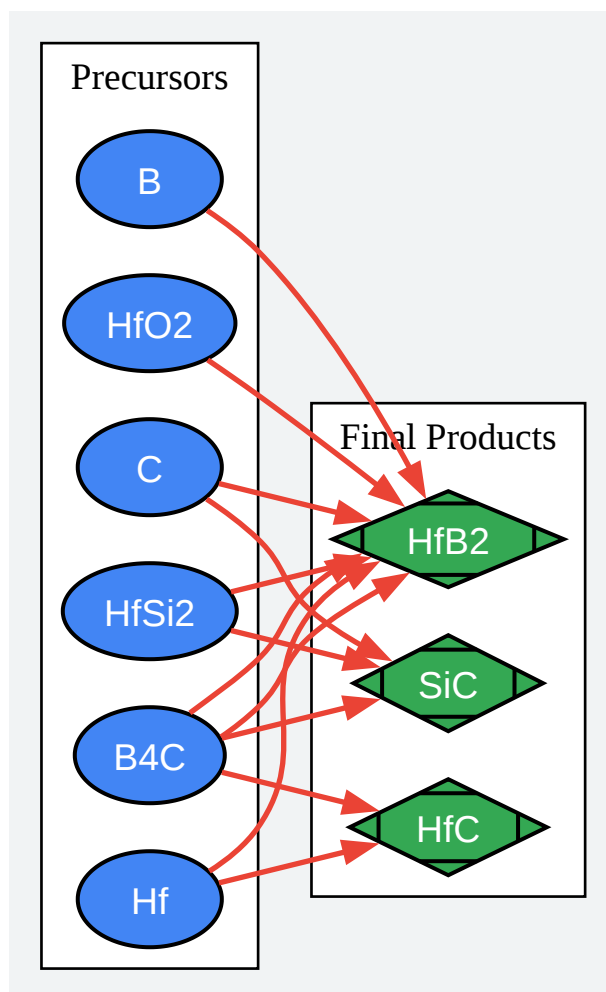 Precursors
B
HfO2
C
HfSi2
B4C
Hf
Final Products
HfB2
SiC
HfC